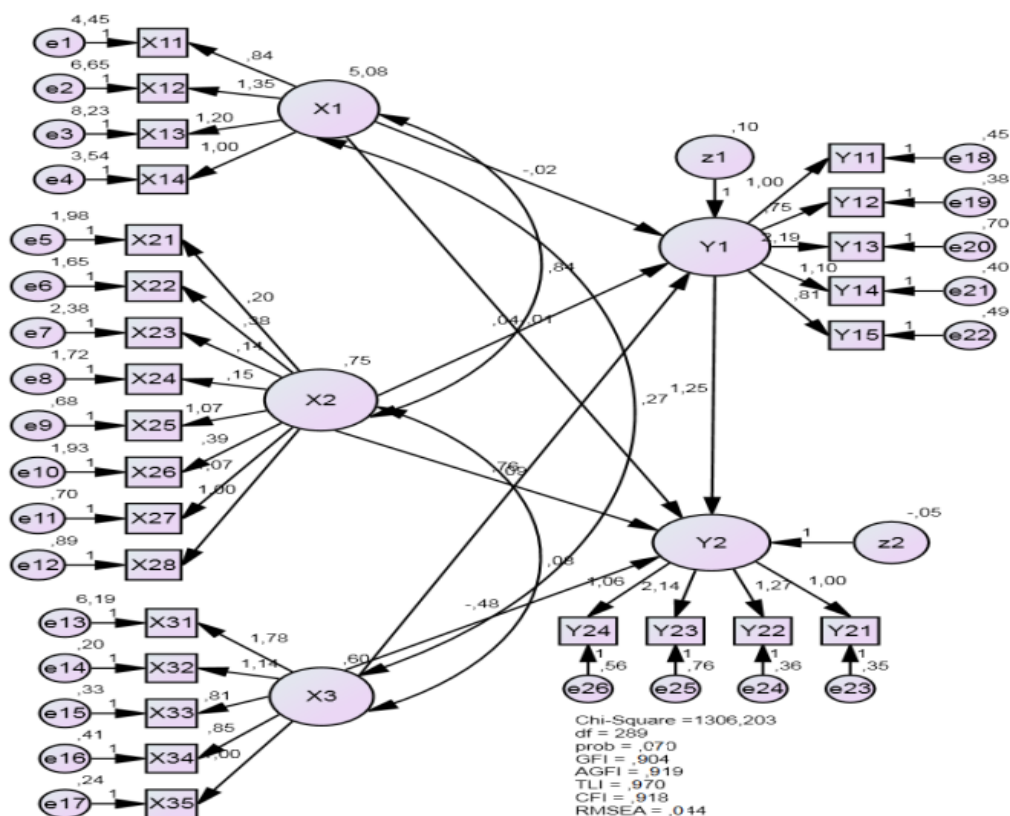 4,45
e1 1 X11
,84
6,65
e2 1 X12
1,35
8,23
e3 1 X13
1,20
3,54
e4 1 X14
1,00
5,08
X1
1,98
e5 1 X21
,20
1,65
e6 1 X22
,38
2,38
e7 1 X23
,14
1,72
e8 1 X24
,15
,68
e9 1 X25
1,07
1,93
e10 1 X26
,39
,70
e11 1 X27
,89
e12 1 X28
1,00
,75
X2
6,19
e13 1 X31
1,78
,20
e14 1 X32
1,14
,33
e15 1 X33
,81
,41
e16 1 X34
,85
,24
e17 1 X35
,60
X3
-,02
,84
,04
,01
,27
1,25
,76
,08
-,48
,10
z1
1
Y1
1,00
Y11 1 e18
,45
,75
Y12 1 e19
,38
2,19
Y13 1 e20
,70
1,10
Y14 1 e21
,40
,81
Y15 1 e22
,49
Y2
1
z2
-,05
1,06 2,14 1,27 1,00
Y24 Y23 Y22 Y21
1 1 1 1
,56 ,76 ,36 ,35
e26 e25 e24 e23
Chi-Square =1306,203
df = 289
prob = ,070
GFI = ,904
AGFI = ,919
TLI = ,970
CFI = ,918
RMSEA = ,044